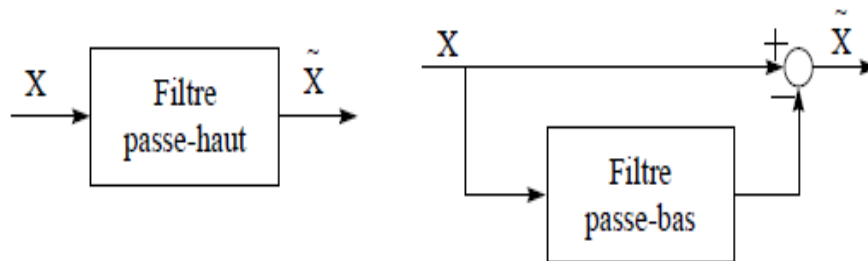 X
Filtre
passe-haut
X̃
X
+
X̃
−
Filtre
passe-bas